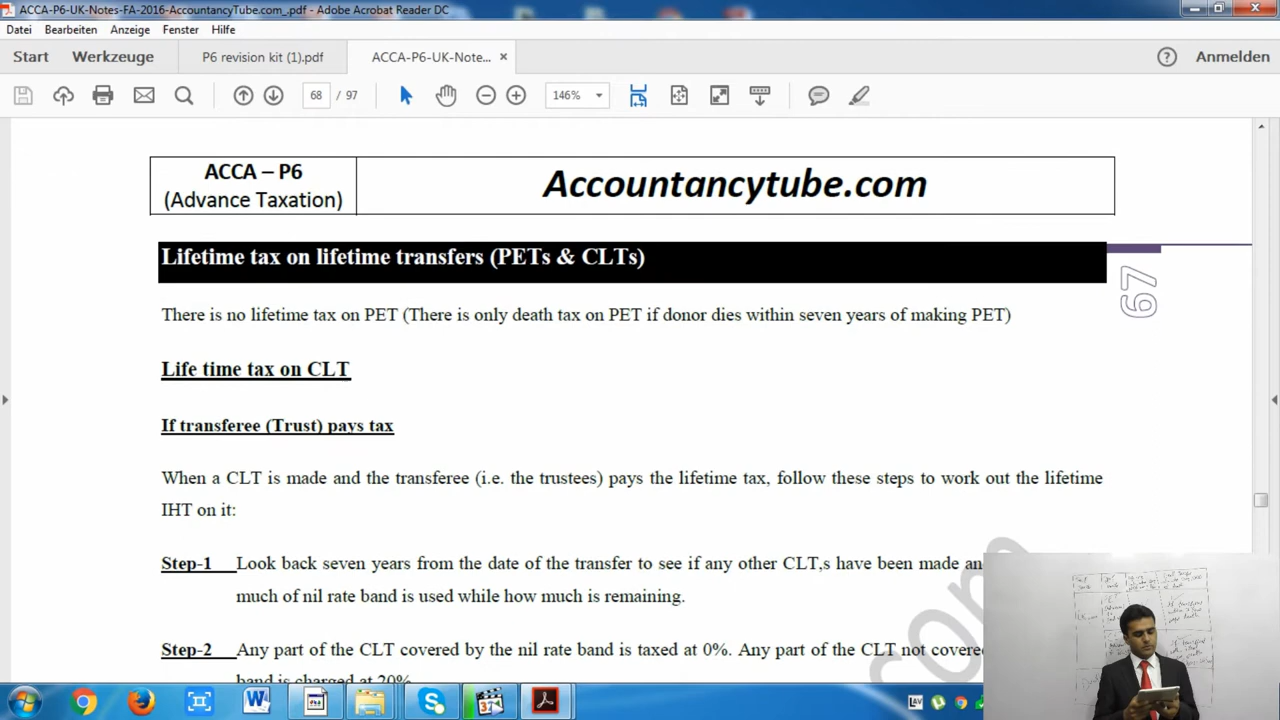 ACCA-P6-UK-Notes-FA-2016-AccountancyTube.com_.pdf - Adobe Acrobat Reader DC
Datei Bearbeiten Anzeige Fenster Hilfe
Start Werkzeuge P6 revision kit (1).pdf ACCA-P6-UK-Note... × Anmelden
68 / 97 146%
ACCA – P6
(Advance Taxation)
Accountancytube.com
Lifetime tax on lifetime transfers (PETs & CLTs)
67
There is no lifetime tax on PET (There is only death tax on PET if donor dies within seven years of making PET)
Life time tax on CLT
If transferee (Trust) pays tax
When a CLT is made and the transferee (i.e. the trustees) pays the lifetime tax, follow these steps to work out the lifetime
IHT on it:
Step-1 Look back seven years from the date of the transfer to see if any other CLT,s have been made
much of nil rate band is used while how much is remaining.
Step-2 Any part of the CLT covered by the nil rate band is taxed at 0%. Any part of the CLT not covered
band is charged at 20%
com
LAV